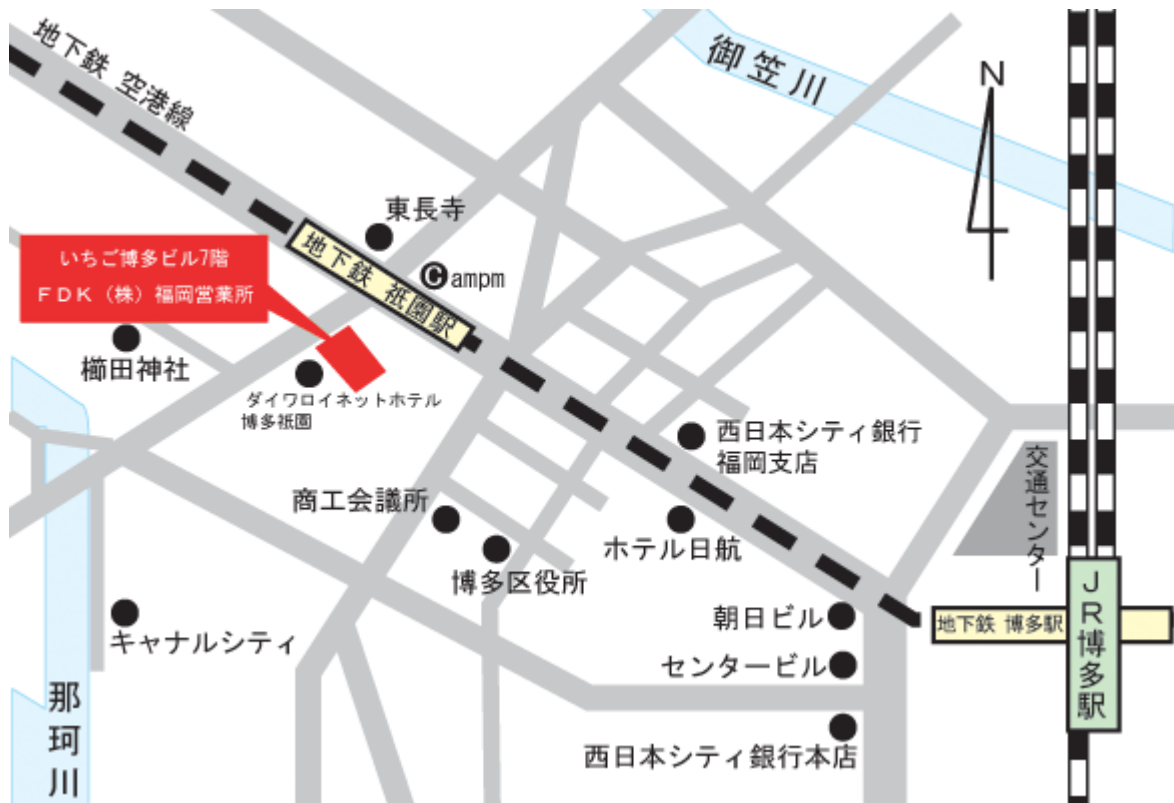 地下鉄 空港線
御笠川
N
東長寺
地下鉄 祇園駅
C ampm
いちご博多ビル7階
FDK(株)福岡営業所
櫛田神社
ダイワロイネットホテル
博多祇園
西日本シティ銀行
福岡支店
交通センター
商工会議所
ホテル日航
博多区役所
朝日ビル
地下鉄 博多駅
JR博多駅
キャナルシティ
センタービル
那珂川
西日本シティ銀行本店